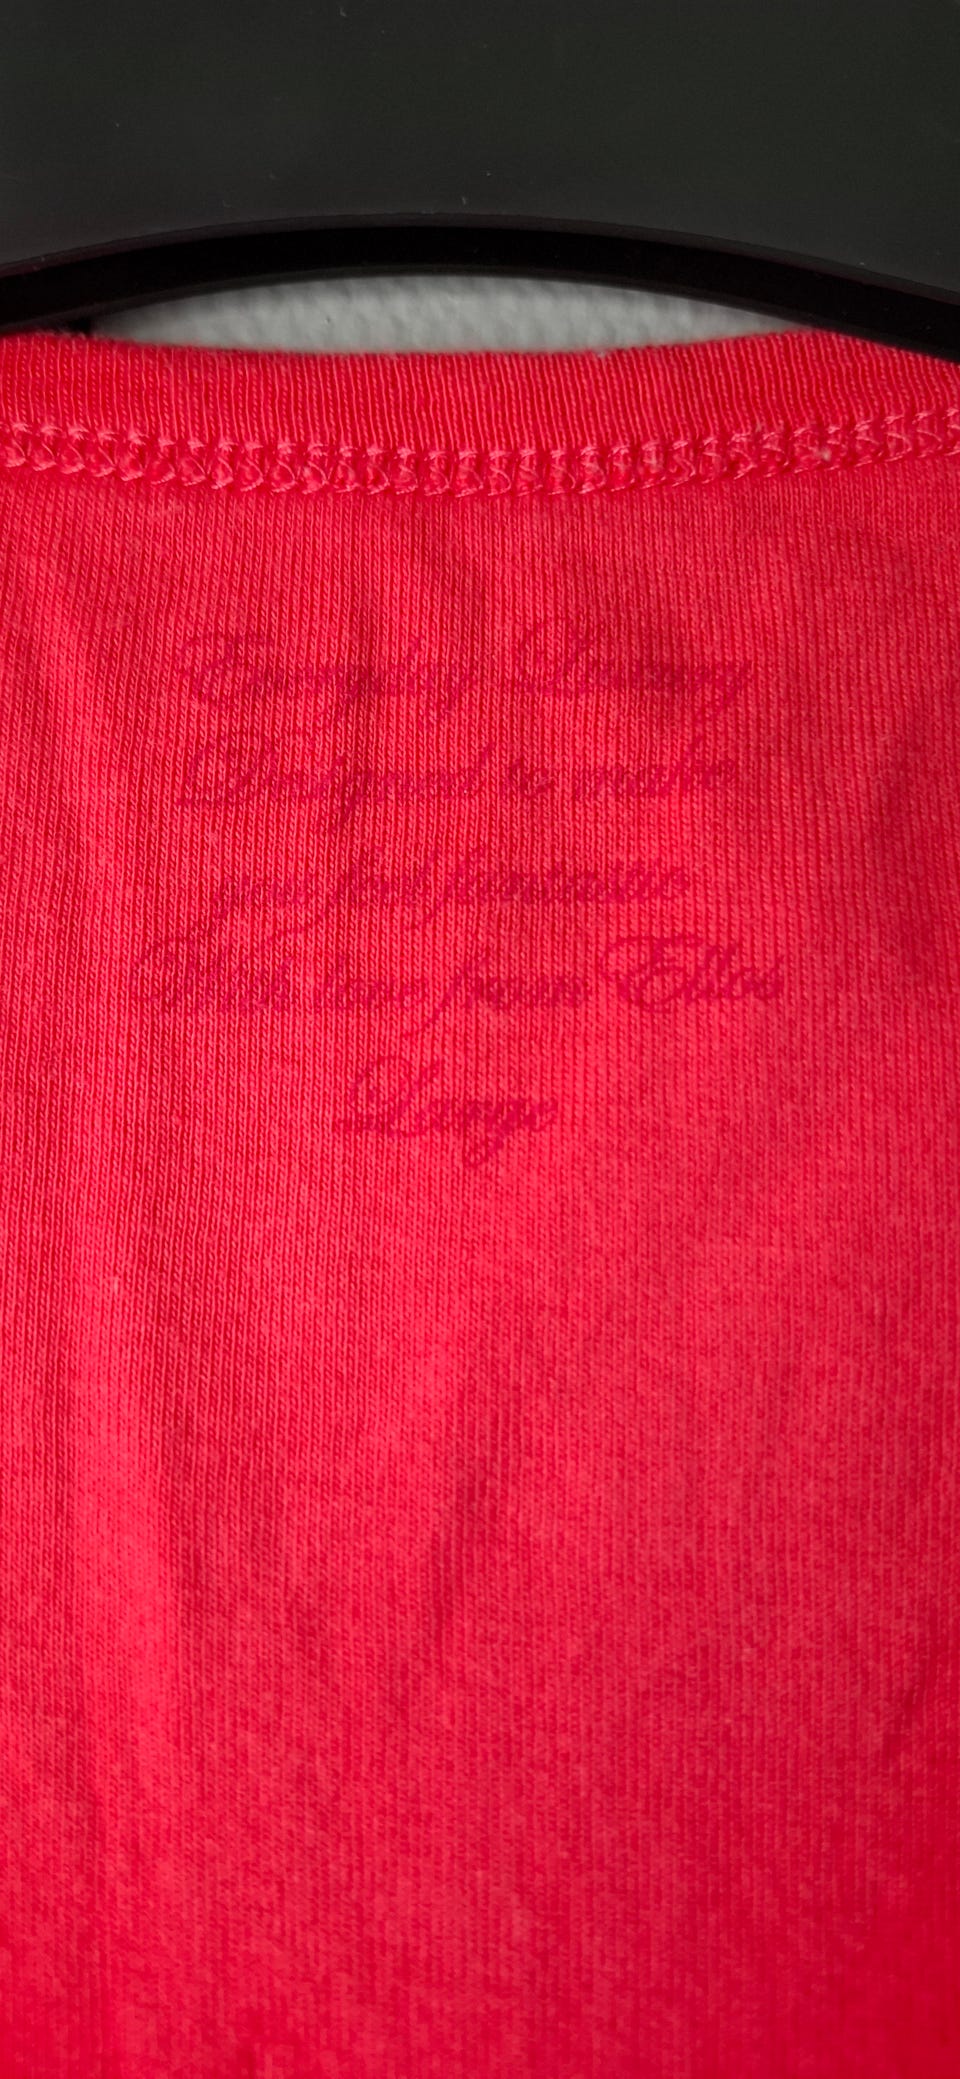 Everyday Luxury
Designed to make
you feel fantastic
With love from Ellos
Large